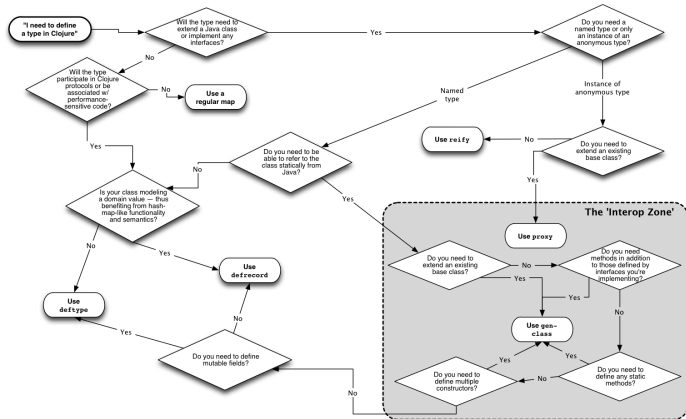 "I need to define
a type in Clojure"
Will the type need to
extend a Java class
or implement any
interfaces?
Yes
Do you need a
named type or only
an instance of an
anonymous type?
No
Will the type
participate in Clojure
protocols or be
associated w/
performance-
sensitive code?
No
Use a
regular map
Named
type
Instance of
anonymous type
Use reify
No
Do you need to
extend an existing
base class?
Yes
Do you need to be
able to refer to the
class statically from
Java?
No
Yes
Yes
Is your class modeling
a domain value — thus
benefiting from hash-
map-like functionality
and semantics?
No
Yes
The 'Interop Zone'
Use proxy
Do you need to
extend an existing
base class?
No
Do you need
methods in addition
to those defined by
interfaces you're
implementing?
Yes
Yes
No
Use
defrecord
Use
deftype
Yes
No
Do you need to define
mutable fields?
Use gen-
class
Yes
Yes
Do you need to
define multiple
constructors?
No
Do you need to
define any static
methods?
No